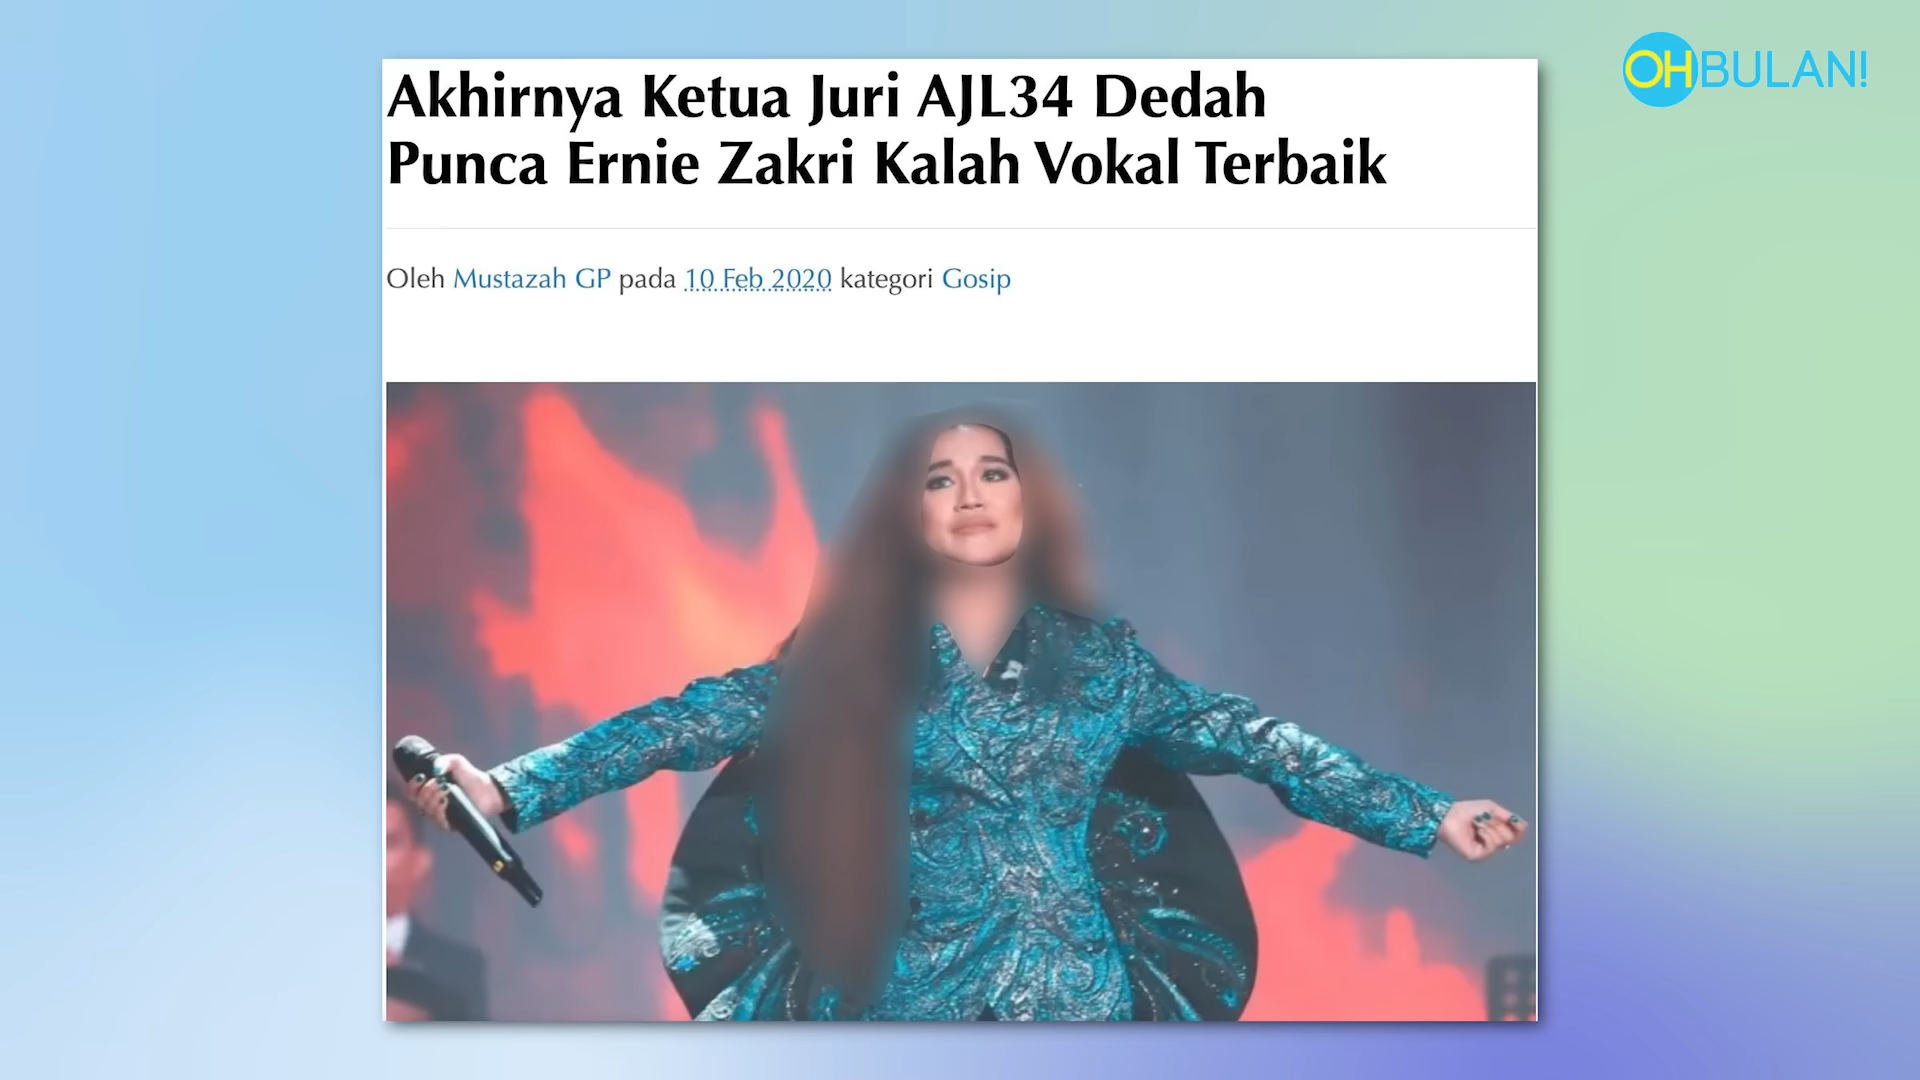 OHBULAN!
Akhirnya Ketua Juri AJL34 Dedah
Punca Ernie Zakri Kalah Vokal Terbaik
Oleh Mustazah GP pada 10 Feb 2020 kategori Gosip